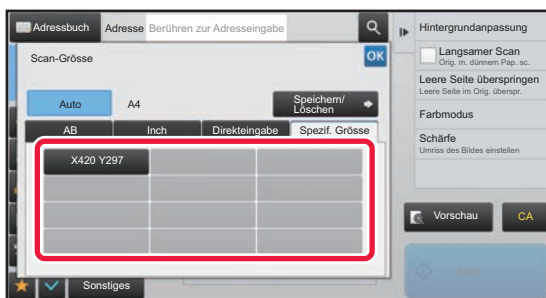 Adressbuch Adresse Berühren zur Adresseingabe
Scan-Grösse
OK
Auto A4
Speichern/
Löschen
AB Inch Direkteingabe Spezif. Grösse
X420 Y297
Sonstiges
Hintergrundanpassung
Langsamer Scan
Orig. m. dünnem Pap. sc.
Leere Seite überspringen
Leere Seite im Orig. überspr.
Farbmodus
Schärfe
Umriss des Bildes einstellen
Vorschau CA